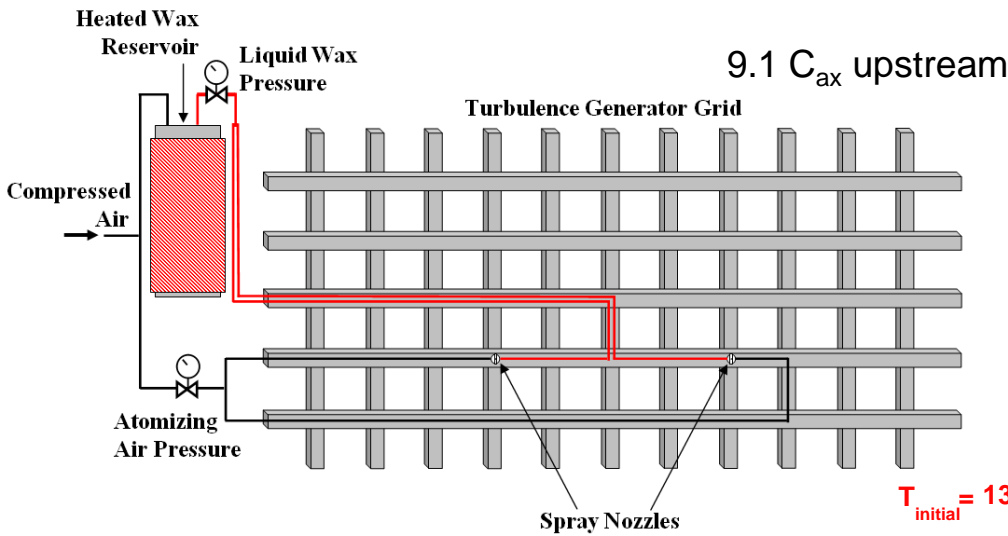 Heated Wax
Reservoir
Liquid Wax
Pressure
9.1 Cax upstream
Turbulence Generator Grid
Compressed
Air
Atomizing
Air Pressure
Spray Nozzles
Tinitial= 13